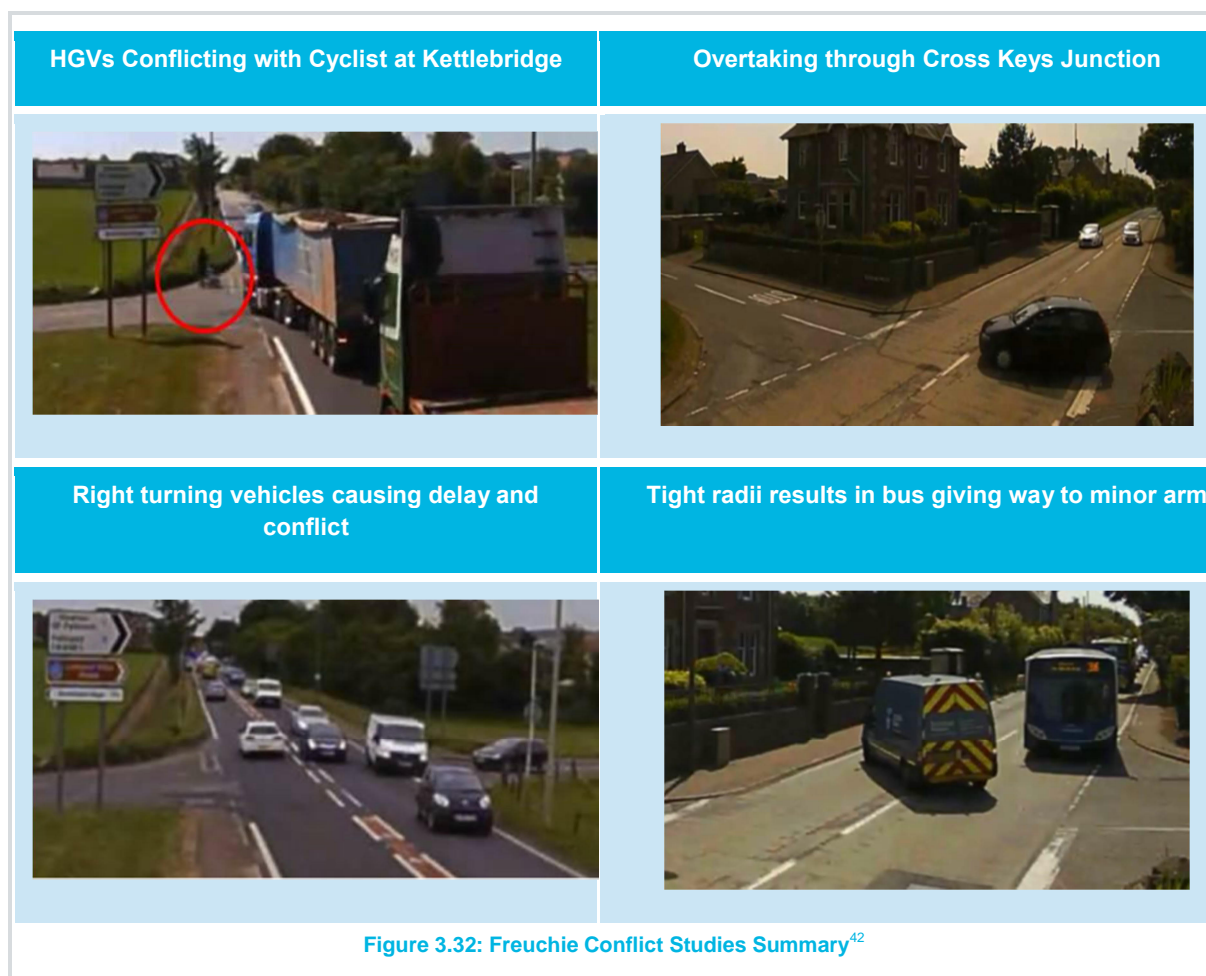 HGVs Conflicting with Cyclist at Kettlebridge
Overtaking through Cross Keys Junction
Right turning vehicles causing delay and
conflict
Tight radii results in bus giving way to minor arm
Figure 3.32: Freuchie Conflict Studies Summary42